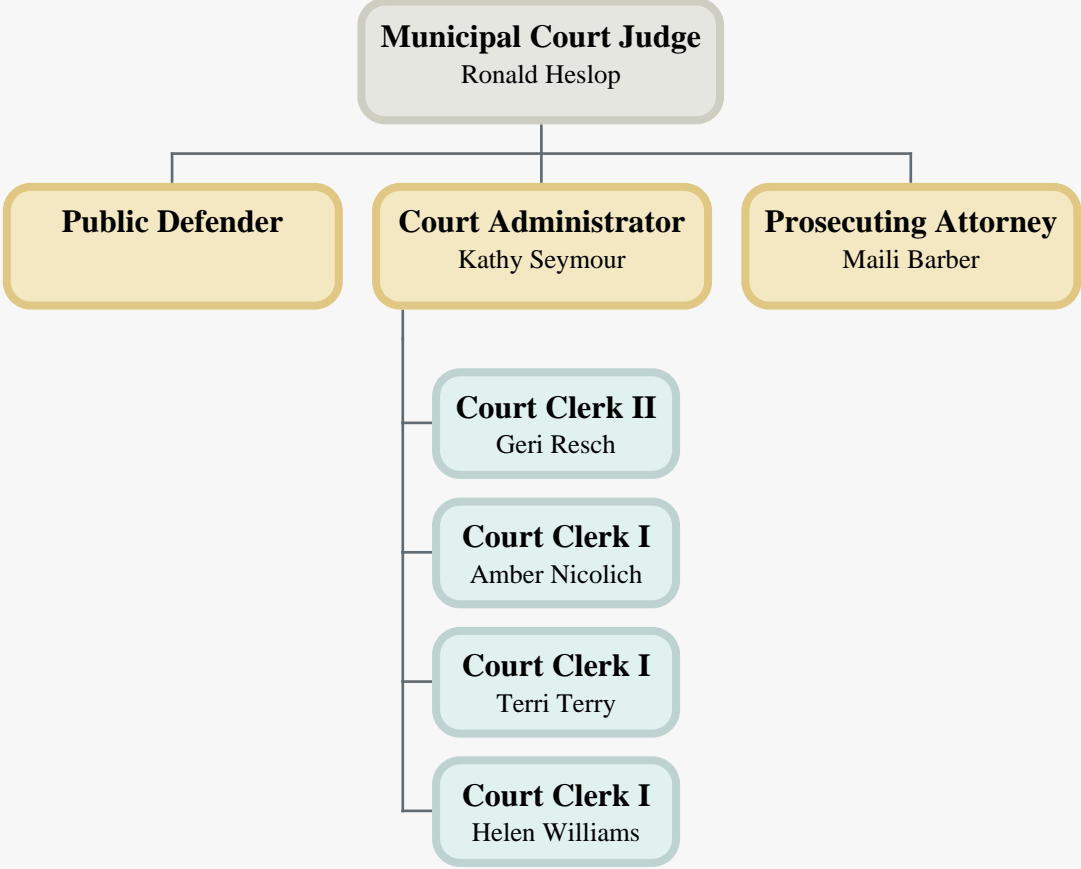 Municipal Court Judge
Ronald Heslop
Public Defender
Court Administrator
Kathy Seymour
Prosecuting Attorney
Maili Barber
Court Clerk II
Geri Resch
Court Clerk I
Amber Nicolich
Court Clerk I
Terri Terry
Court Clerk I
Helen Williams